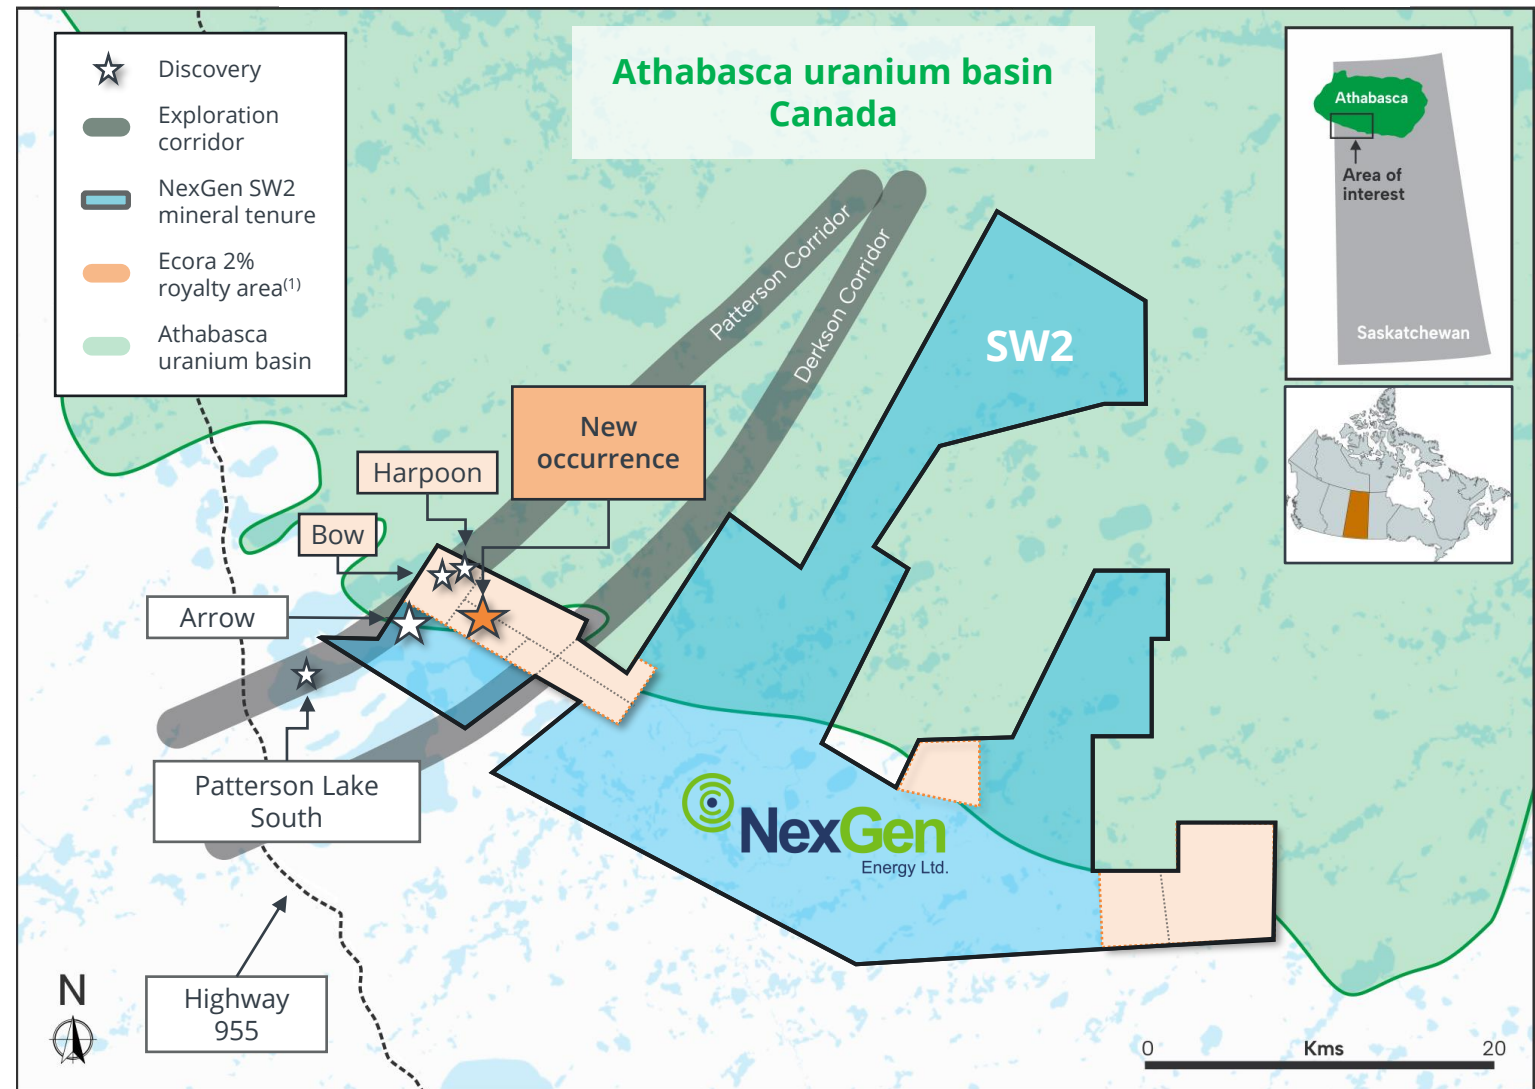 Athabasca uranium basin
Canada
Discovery
Exploration
corridor
NexGen SW2
mineral tenure
Ecora 2%
royalty area(1)
Athabasca
uranium basin
Athabasca
Area of
interest
Saskatchewan
Patterson Corridor
Derkson Corridor
SW2
New
occurrence
Harpoon
Bow
Arrow
Patterson Lake
South
NexGen
Energy Ltd.
Highway
955
N
0 Kms 20